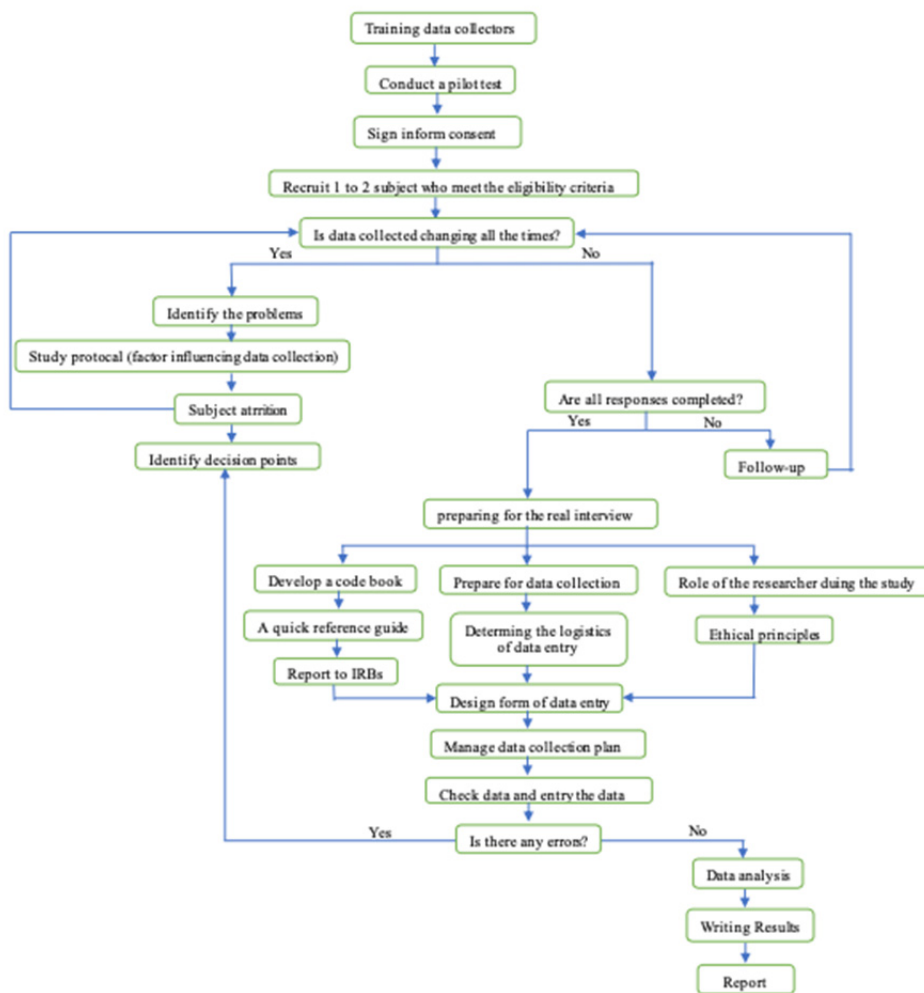 Training data collectors
Conduct a pilot test
Sign inform consent
Recruit 1 to 2 subject who meet the eligibility criteria
Is data collected changing all the times?
Yes
No
Identify the problems
Study protocal (factor influencing data collection)
Subject atrrition
Identify decision points
Are all responses completed?
Yes
No
Follow-up
preparing for the real interview
Develop a code book
Prepare for data collection
Role of the researcher duing the study
A quick reference guide
Determing the logistics
of data entry
Ethical principles
Report to IRBs
Design form of data entry
Manage data collection plan
Check data and entry the data
Yes
Is there any errors?
No
Data analysis
Writing Results
Report